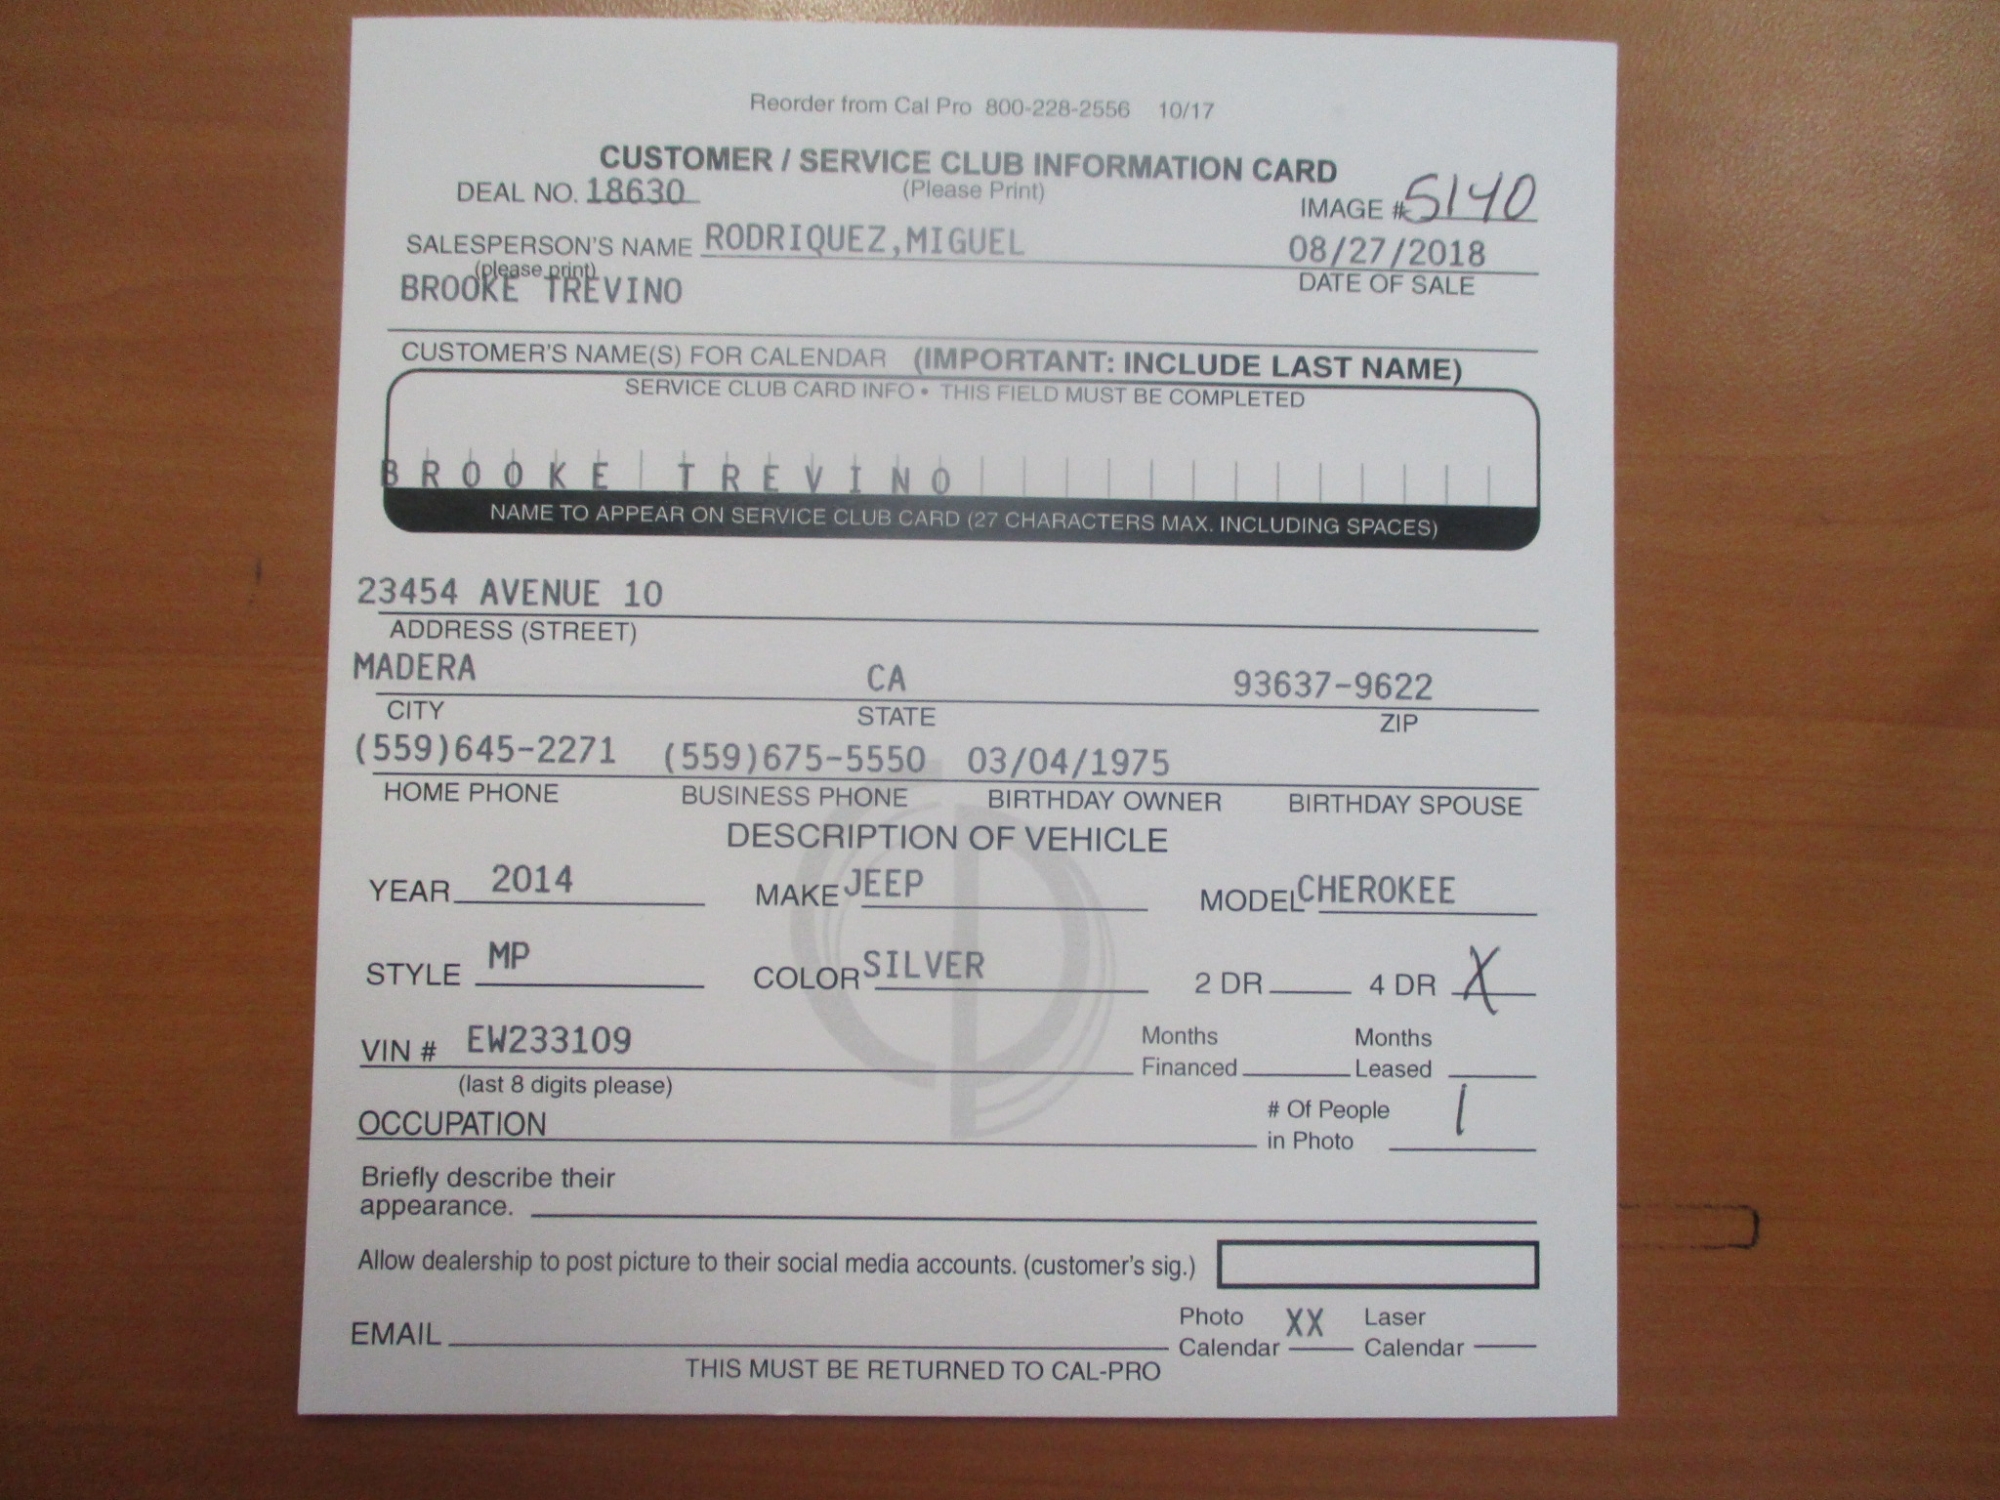 Reorder from Cal Pro 800-228-2556 10/17
CUSTOMER / SERVICE CLUB INFORMATION CARD
DEAL NO. 18630 (Please Print) IMAGE # 5140
SALESPERSON'S NAME RODRIQUEZ,MIGUEL 08/27/2018
(please print) DATE OF SALE
BROOKE TREVINO
CUSTOMER'S NAME(S) FOR CALENDAR (IMPORTANT: INCLUDE LAST NAME)
SERVICE CLUB CARD INFO • THIS FIELD MUST BE COMPLETED
BROOKE TREVINO
NAME TO APPEAR ON SERVICE CLUB CARD (27 CHARACTERS MAX. INCLUDING SPACES)
23454 AVENUE 10
ADDRESS (STREET)
MADERA CA 93637-9622
CITY STATE ZIP
(559)645-2271 (559)675-5550 03/04/1975
HOME PHONE BUSINESS PHONE BIRTHDAY OWNER BIRTHDAY SPOUSE
DESCRIPTION OF VEHICLE
YEAR 2014 MAKE JEEP MODEL CHEROKEE
STYLE MP COLOR SILVER 2 DR 4 DR X
VIN # EW233109 Months Financed Months Leased
(last 8 digits please)
OCCUPATION # Of People in Photo 1
Briefly describe their
appearance.
Allow dealership to post picture to their social media accounts. (customer's sig.)
EMAIL Photo Calendar XX Laser Calendar
THIS MUST BE RETURNED TO CAL-PRO